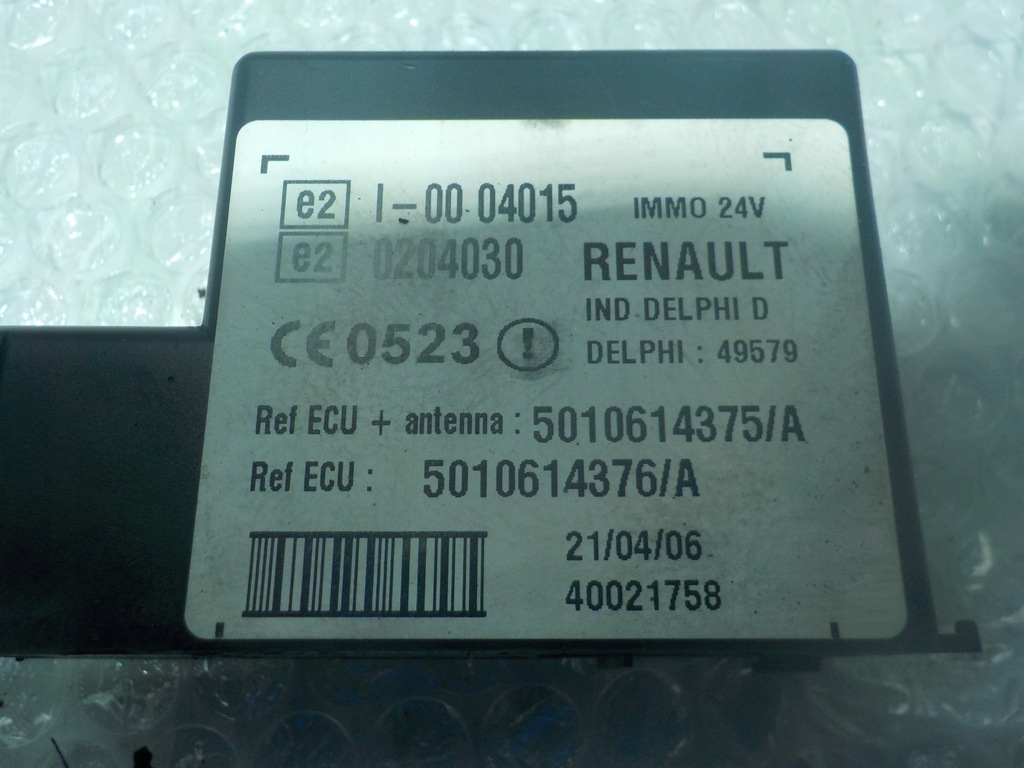 e2 I-00 04015 IMMO 24V
e2 0204030 RENAULT
IND DELPHI D
CE 0523 ! DELPHI : 49579
Ref ECU + antenna : 5010614375/A
Ref ECU : 5010614376/A
21/04/06
40021758